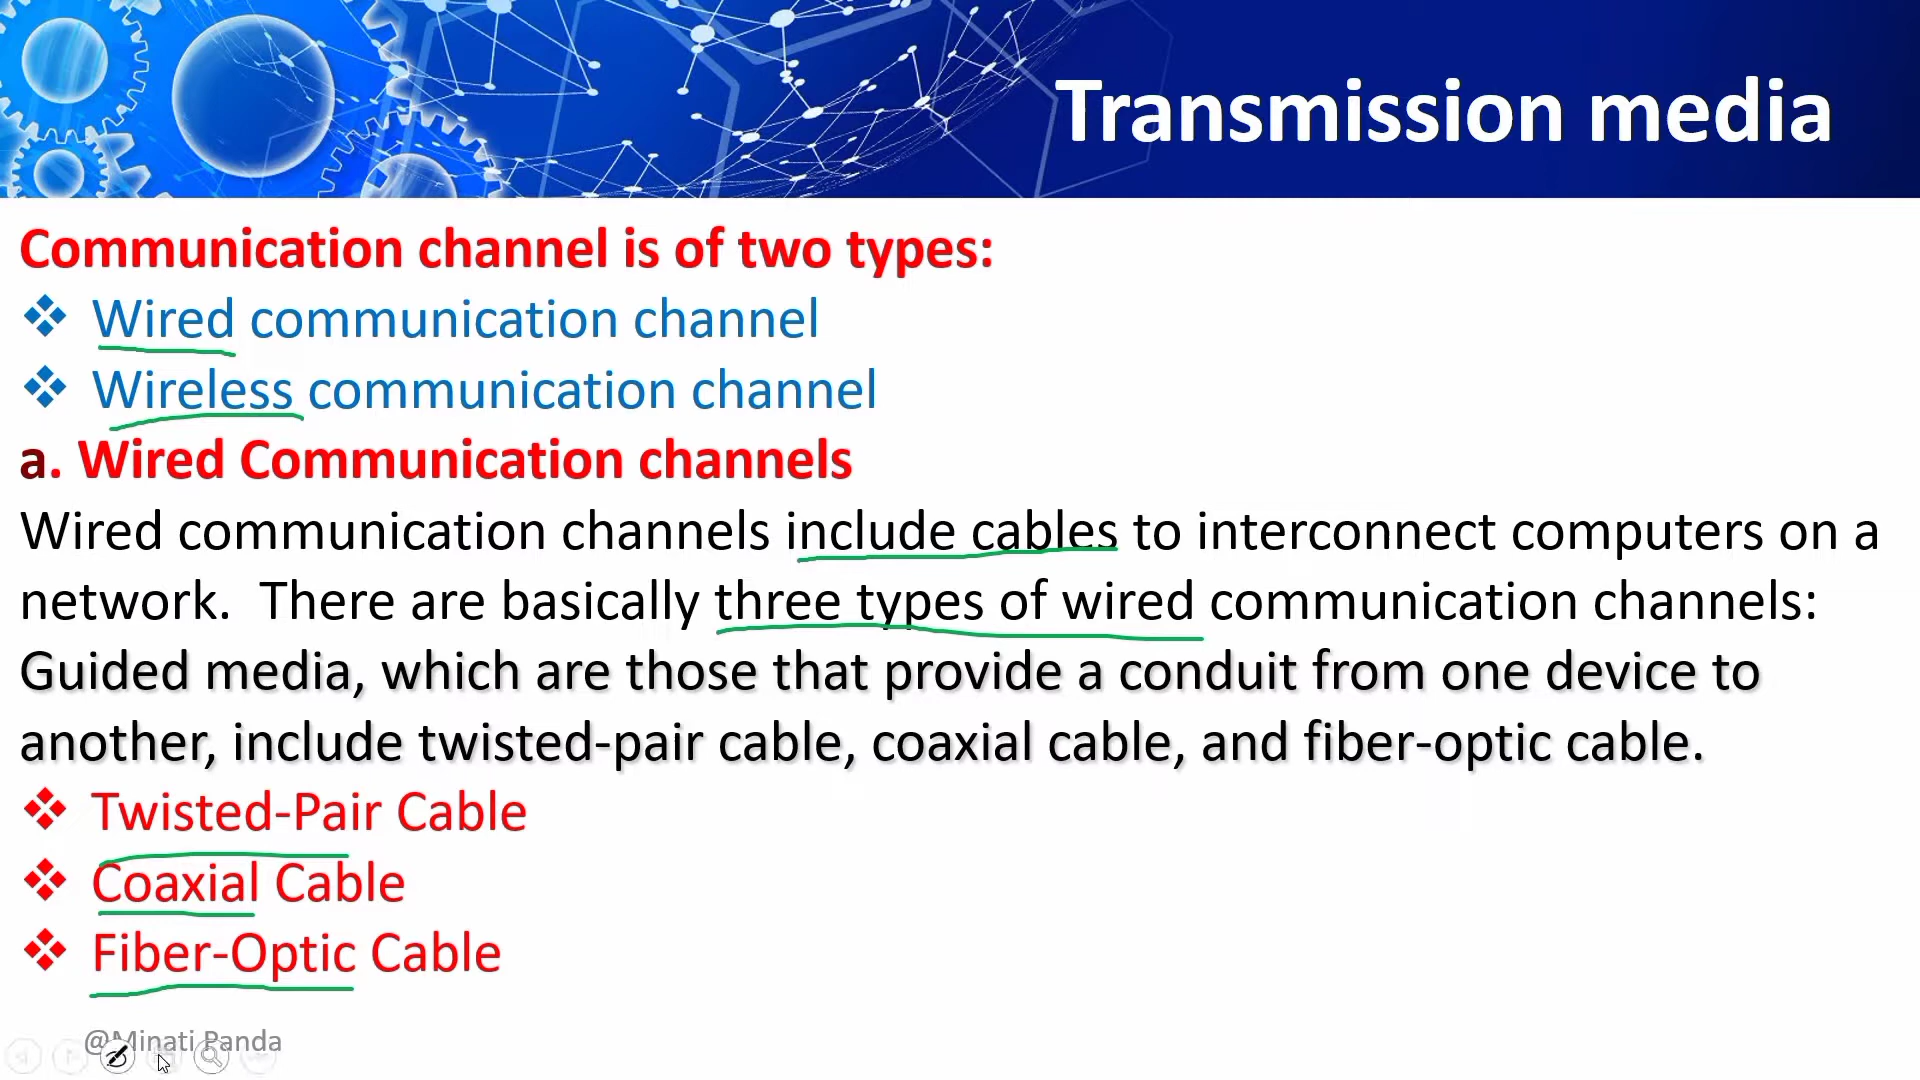 Transmission media
Communication channel is of two types:
❖ Wired communication channel
❖ Wireless communication channel
a. Wired Communication channels
Wired communication channels include cables to interconnect computers on a
network.  There are basically three types of wired communication channels:
Guided media, which are those that provide a conduit from one device to
another, include twisted-pair cable, coaxial cable, and fiber-optic cable.
❖ Twisted-Pair Cable
❖ Coaxial Cable
❖ Fiber-Optic Cable
@Minati Panda